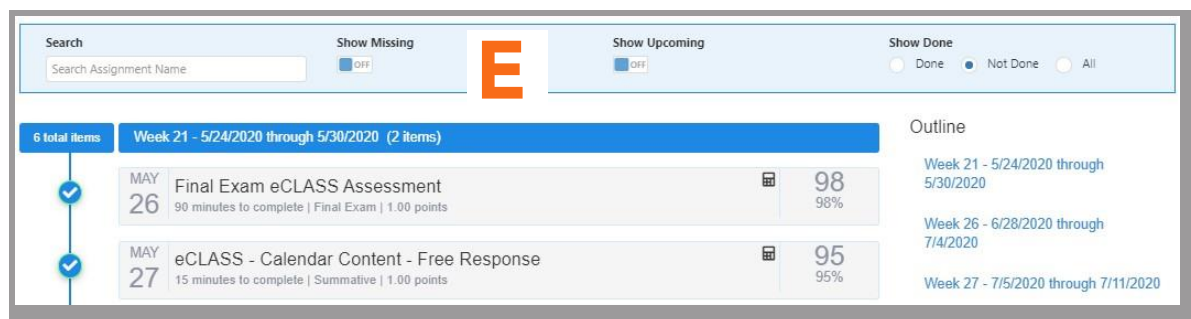 Search
Show Missing
Show Upcoming
Show Done
Search Assignment Name
OFF
E
OFF
Done
Not Done
All
6 total items
Week 21 - 5/24/2020 through 5/30/2020 (2 items)
MAY
26
Final Exam eCLASS Assessment
90 minutes to complete | Final Exam | 1.00 points
98
98%
MAY
27
eCLASS - Calendar Content - Free Response
15 minutes to complete | Summative | 1.00 points
95
95%
Outline
Week 21 - 5/24/2020 through
5/30/2020
Week 26 - 6/28/2020 through
7/4/2020
Week 27 - 7/5/2020 through 7/11/2020